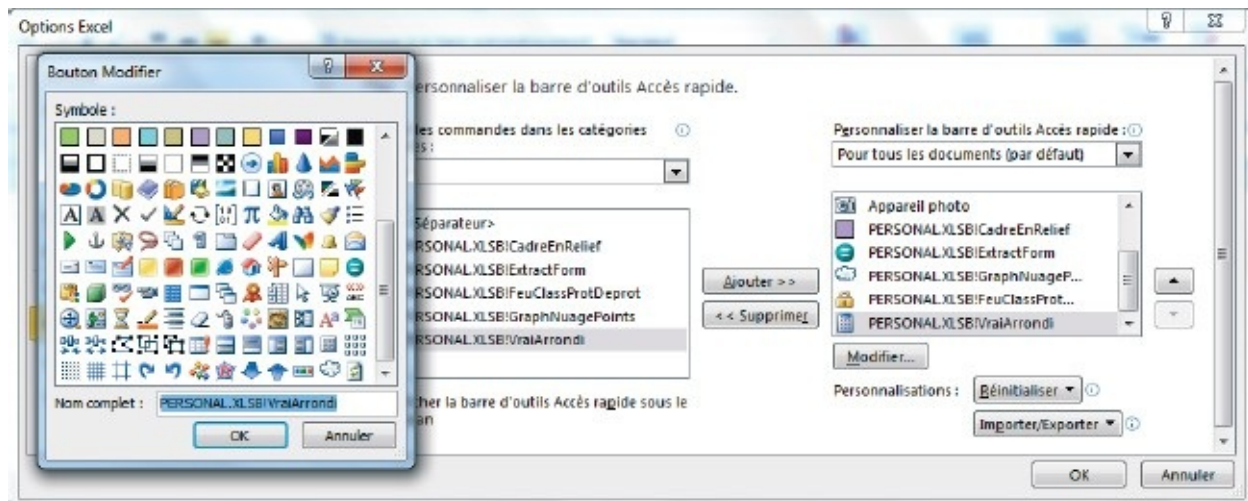 Options Excel
Bouton Modifier
Symbole :
Nom complet : PERSONAL.XLSB!VraiArrondi
OK Annuler
ersonnaliser la barre d'outils Accès rapide.
les commandes dans les catégories
es :
Séparateur>
RSONAL.XLSB!CadreEnRelief
RSONAL.XLSB!ExtractForm
RSONAL.XLSB!FeuClassProtDeprot
RSONAL.XLSB!GraphNuagePoints
RSONAL.XLSB!VraiArrondi
cher la barre d'outils Accès rapide sous le
an
Ajouter >>
<< Supprimer
Personnaliser la barre d'outils Accès rapide :
Pour tous les documents (par défaut)
Appareil photo
PERSONAL.XLSB!CadreEnRelief
PERSONAL.XLSB!ExtractForm
PERSONAL.XLSB!GraphNuageP...
PERSONAL.XLSB!FeuClassProt...
PERSONAL.XLSB!VraiArrondi
Modifier...
Personnalisations : Réinitialiser
Importer/Exporter
OK Annuler